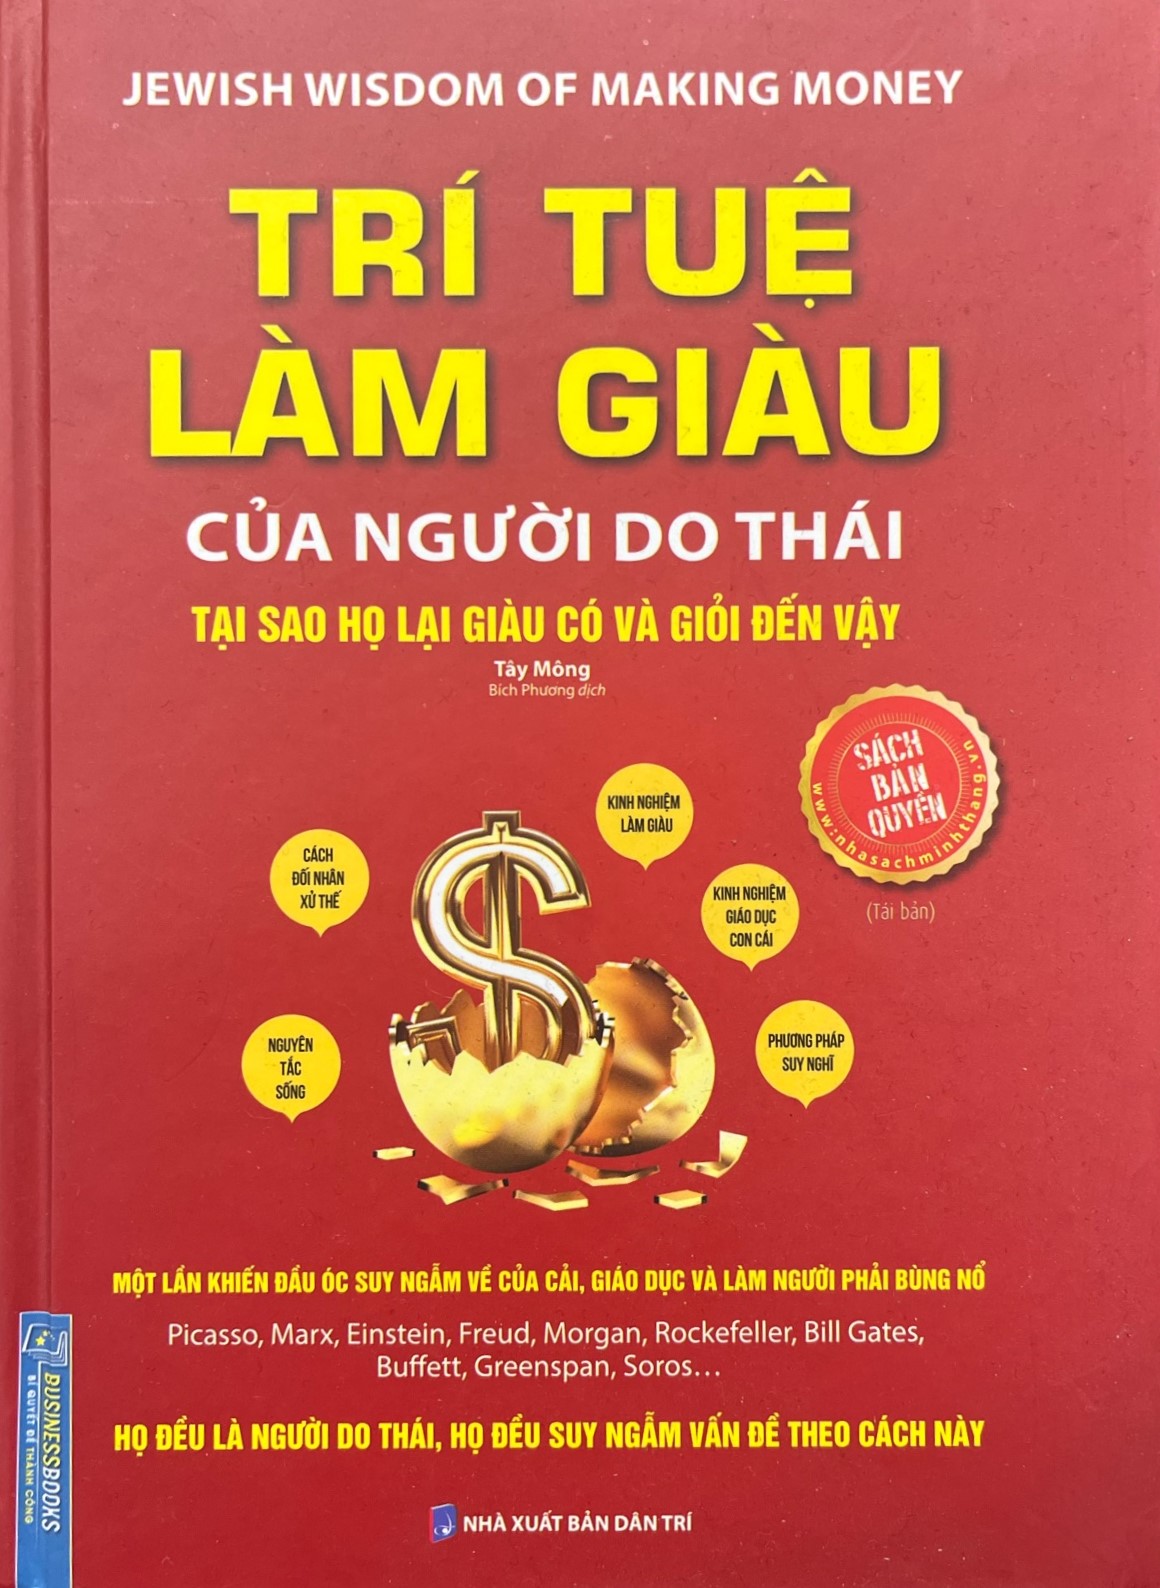 JEWISH WISDOM OF MAKING MONEY
TRÍ TUỆ
LÀM GIÀU
CỦA NGƯỜI DO THÁI
TẠI SAO HỌ LẠI GIÀU CÓ VÀ GIỎI ĐẾN VẬY
Tây Mông
Bích Phương dịch
SÁCH
BẢN
QUYỀN
www.nhasachminhthang.vn
(Tái bản)
KINH NGHIỆM
LÀM GIÀU
CÁCH
ĐỐI NHÂN
XỬ THẾ
KINH NGHIỆM
GIÁO DỤC
CON CÁI
NGUYÊN
TẮC
SỐNG
PHƯƠNG PHÁP
SUY NGHĨ
MỘT LẦN KHIẾN ĐẦU ÓC SUY NGẪM VỀ CỦA CẢI, GIÁO DỤC VÀ LÀM NGƯỜI PHẢI BÙNG NỔ
Picasso, Marx, Einstein, Freud, Morgan, Rockefeller, Bill Gates,
Buffett, Greenspan, Soros...
HỌ ĐỀU LÀ NGƯỜI DO THÁI, HỌ ĐỀU SUY NGẪM VẤN ĐỀ THEO CÁCH NÀY
BUSINESSBOOKS
BÍ QUYẾT ĐỂ THÀNH CÔNG
NHÀ XUẤT BẢN DÂN TRÍ